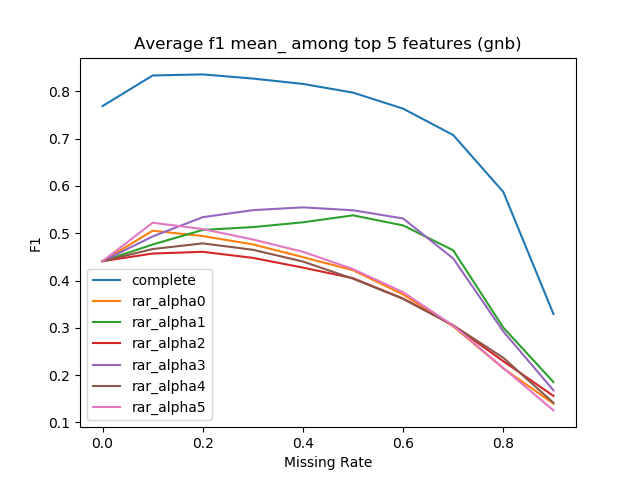 Average f1 mean_ among top 5 features (gnb)
F1
0.8
0.7
0.6
0.5
0.4
0.3
0.2
0.1
complete
rar_alpha0
rar_alpha1
rar_alpha2
rar_alpha3
rar_alpha4
rar_alpha5
0.0 0.2 0.4 0.6 0.8
Missing Rate